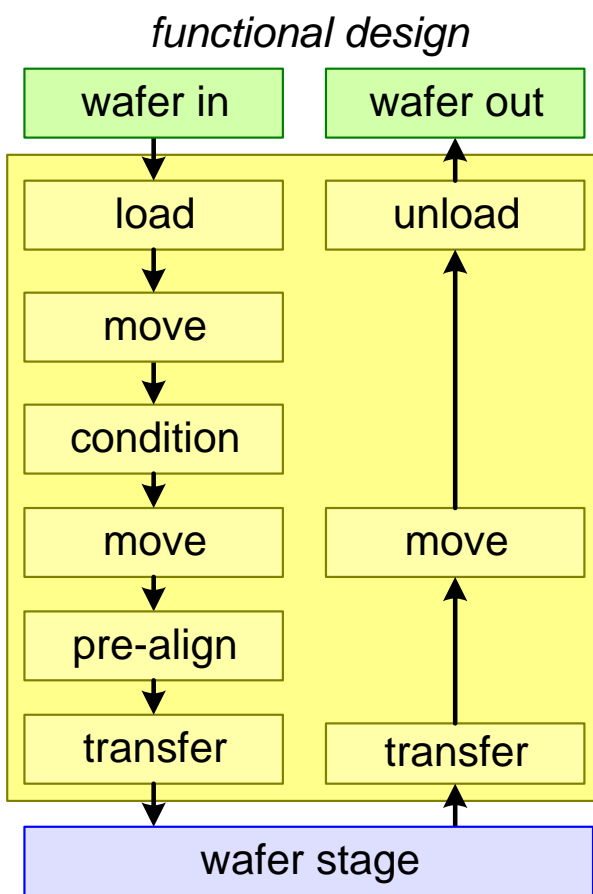 functional design
wafer in
wafer out
load
unload
move
condition
move
move
pre-align
transfer
transfer
wafer stage